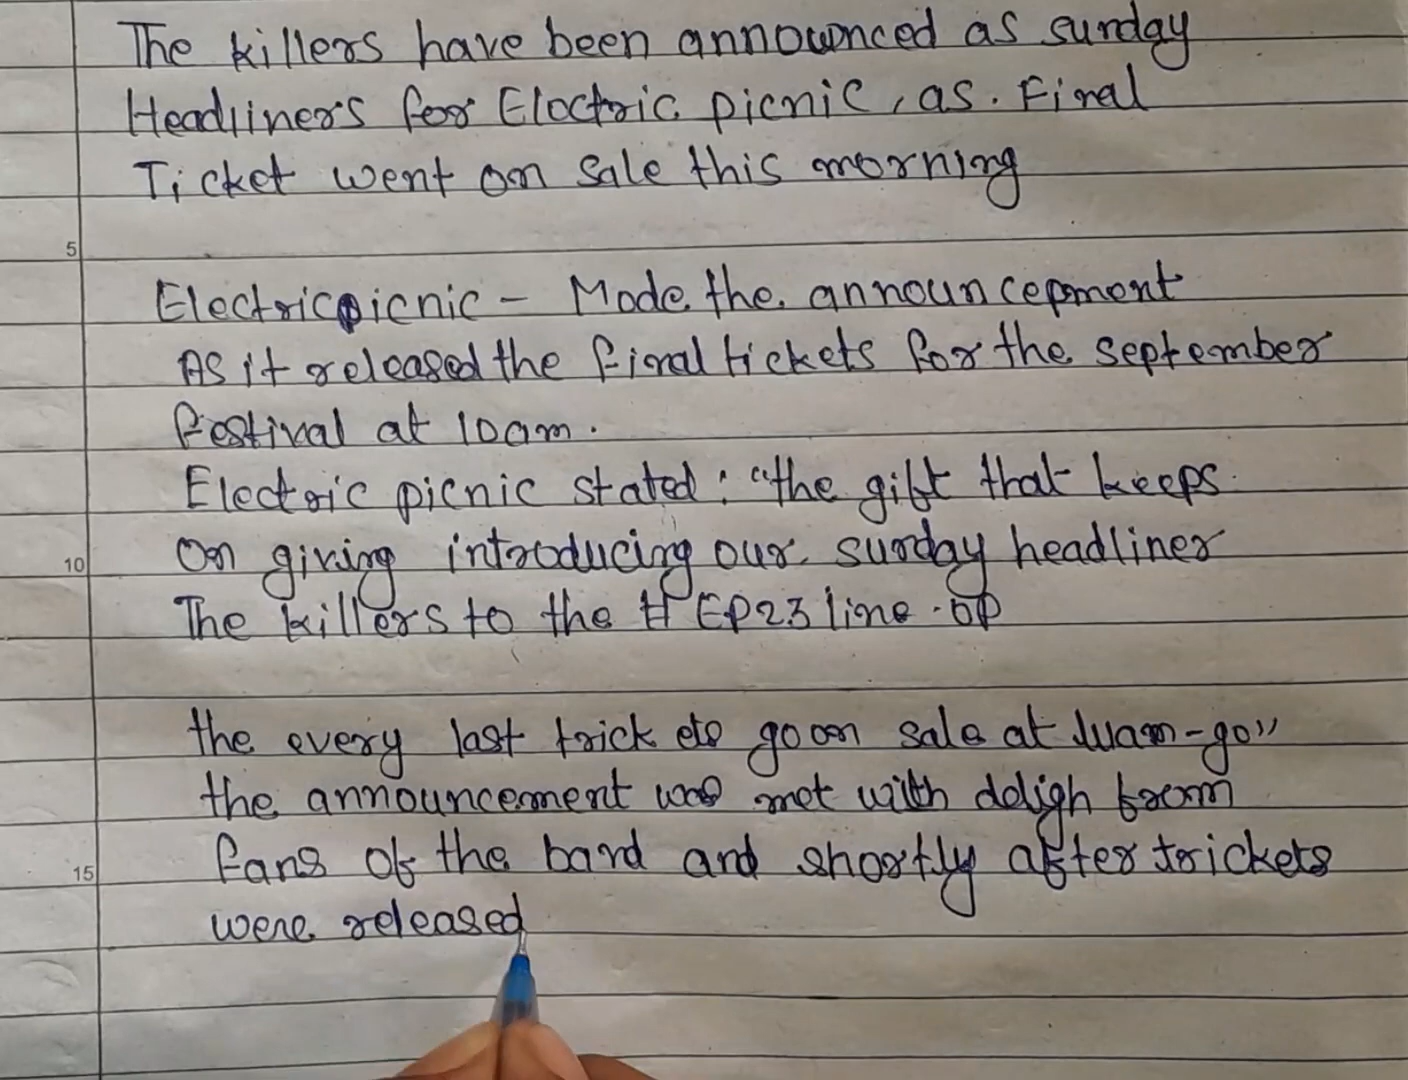 The killers have been announced as sunday
Headliners for Eloctric picnic, as. Final
Ticket went on Sale this morning
5
Electricpicnic - Mode the. announcepment
As it released the final tickets for the september
festival at 10am.
Electric picnic stated : "the gift that keeps.
10
On giving introducing our sunday headliner
The killers to the # EP23 line-op
the every last trick ets go on sale at
the announcement was met with deligh from
15
fans of the band and shortly after trickets
were released